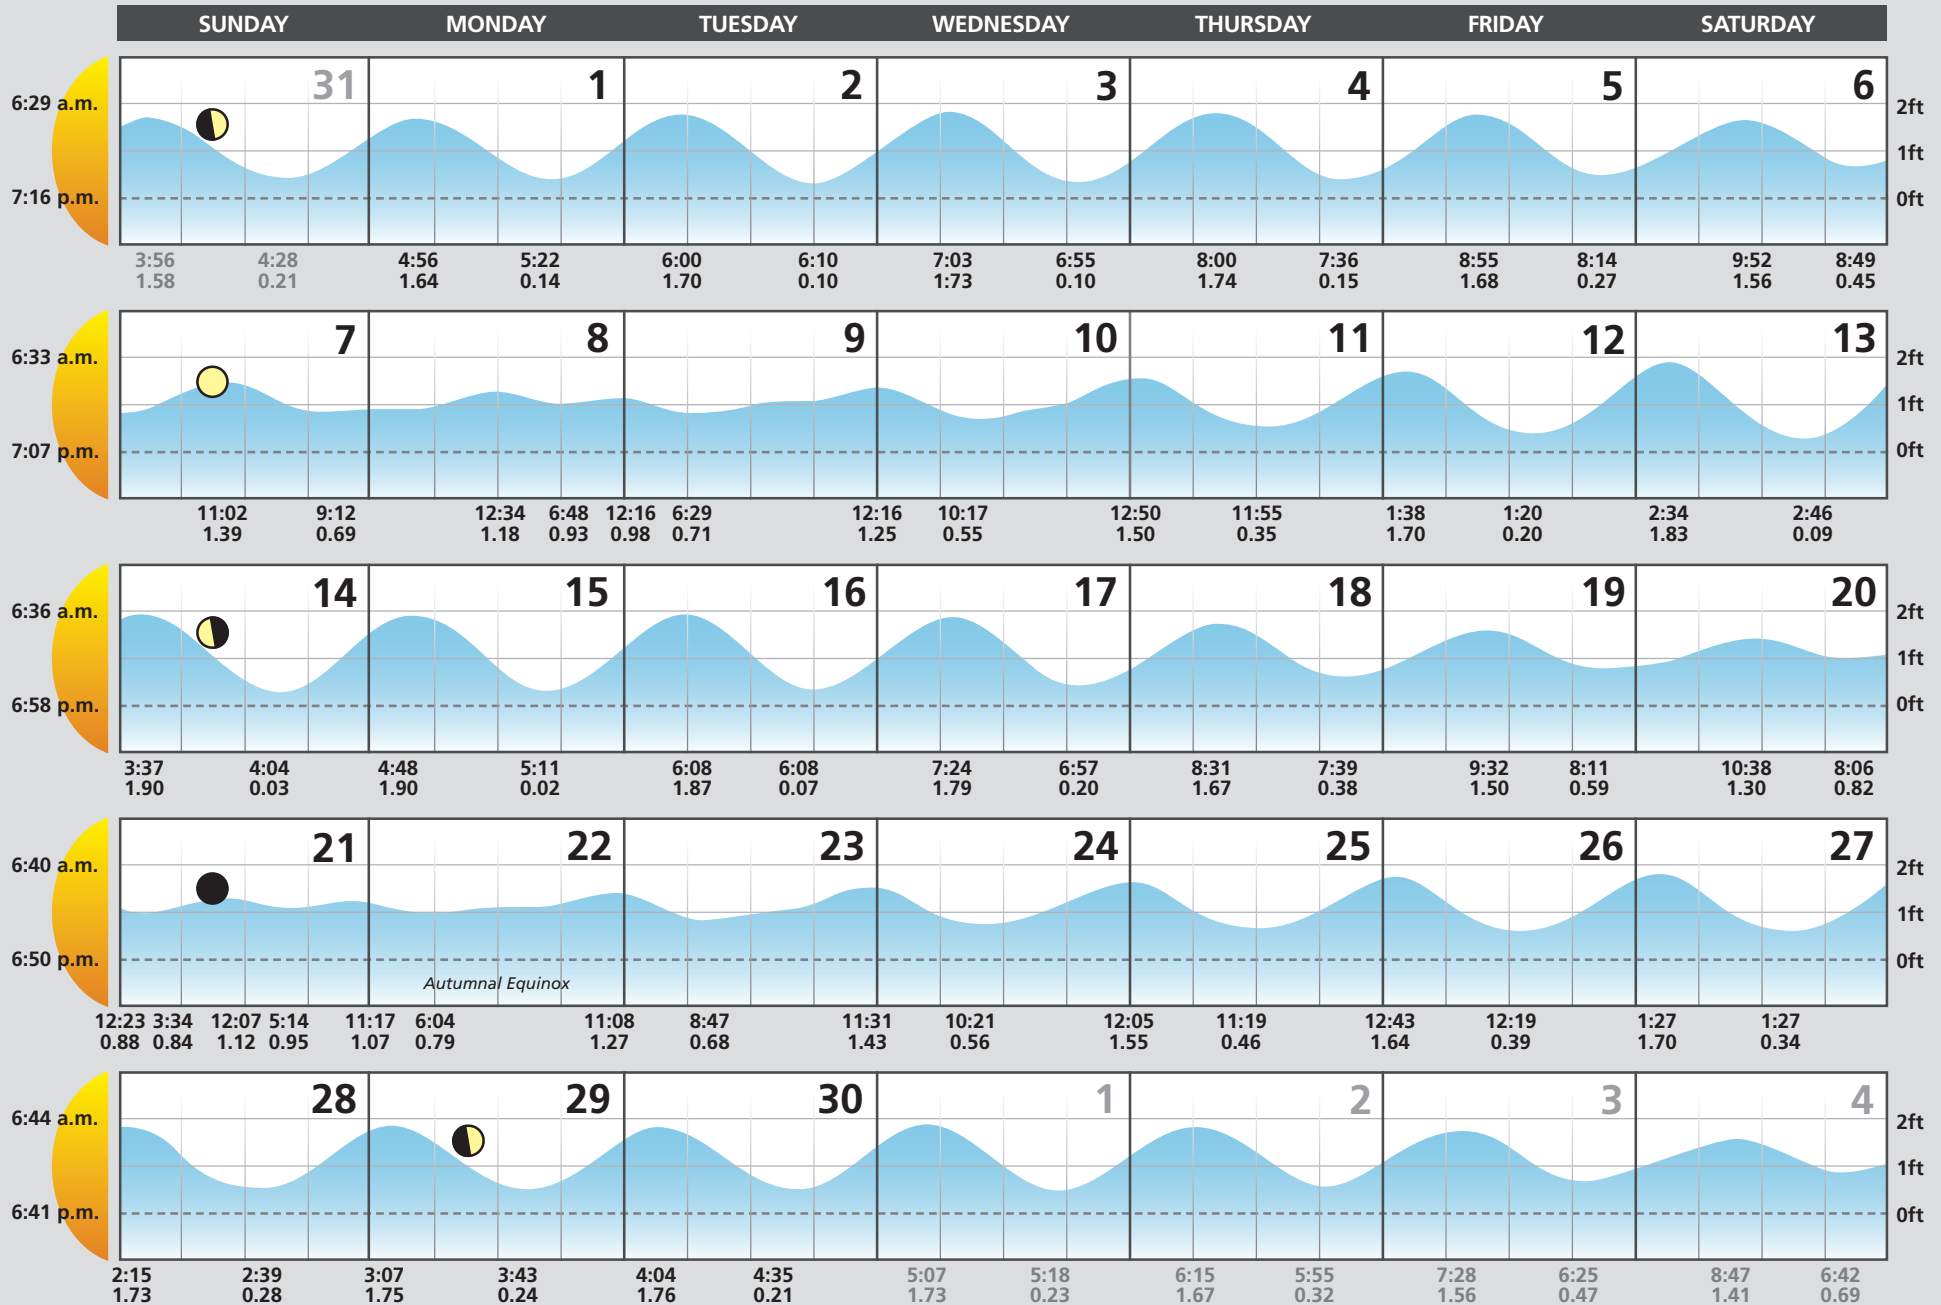 SUNDAY MONDAY TUESDAY WEDNESDAY THURSDAY FRIDAY SATURDAY
31 1 2 3 4 5 6
6:29 a.m. 2ft
1ft
7:16 p.m. 0ft
3:56 4:28 4:56 5:22 6:00 6:10 7:03 6:55 8:00 7:36 8:55 8:14 9:52 8:49
1.58 0.21 1.64 0.14 1.70 0.10 1:73 0.10 1.74 0.15 1.68 0.27 1.56 0.45
7 8 9 10 11 12 13
6:33 a.m. 2ft
1ft
7:07 p.m. 0ft
11:02 9:12 12:34 6:48 12:16 6:29 12:16 10:17 12:50 11:55 1:38 1:20 2:34 2:46
1.39 0.69 1.18 0.93 0.98 0.71 1.25 0.55 1.50 0.35 1.70 0.20 1.83 0.09
14 15 16 17 18 19 20
6:36 a.m. 2ft
1ft
6:58 p.m. 0ft
3:37 4:04 4:48 5:11 6:08 6:08 7:24 6:57 8:31 7:39 9:32 8:11 10:38 8:06
1.90 0.03 1.90 0.02 1.87 0.07 1.79 0.20 1.67 0.38 1.50 0.59 1.30 0.82
21 22 23 24 25 26 27
6:40 a.m. 2ft
1ft
6:50 p.m. 0ft
Autumnal Equinox
12:23 3:34 12:07 5:14 11:17 6:04 11:08 8:47 11:31 10:21 12:05 11:19 12:43 12:19 1:27 1:27
0.88 0.84 1.12 0.95 1.07 0.79 1.27 0.68 1.43 0.56 1.55 0.46 1.64 0.39 1.70 0.34
28 29 30 1 2 3 4
6:44 a.m. 2ft
1ft
6:41 p.m. 0ft
2:15 2:39 3:07 3:43 4:04 4:35 5:07 5:18 6:15 5:55 7:28 6:25 8:47 6:42
1.73 0.28 1.75 0.24 1.76 0.21 1.73 0.23 1.67 0.32 1.56 0.47 1.41 0.69